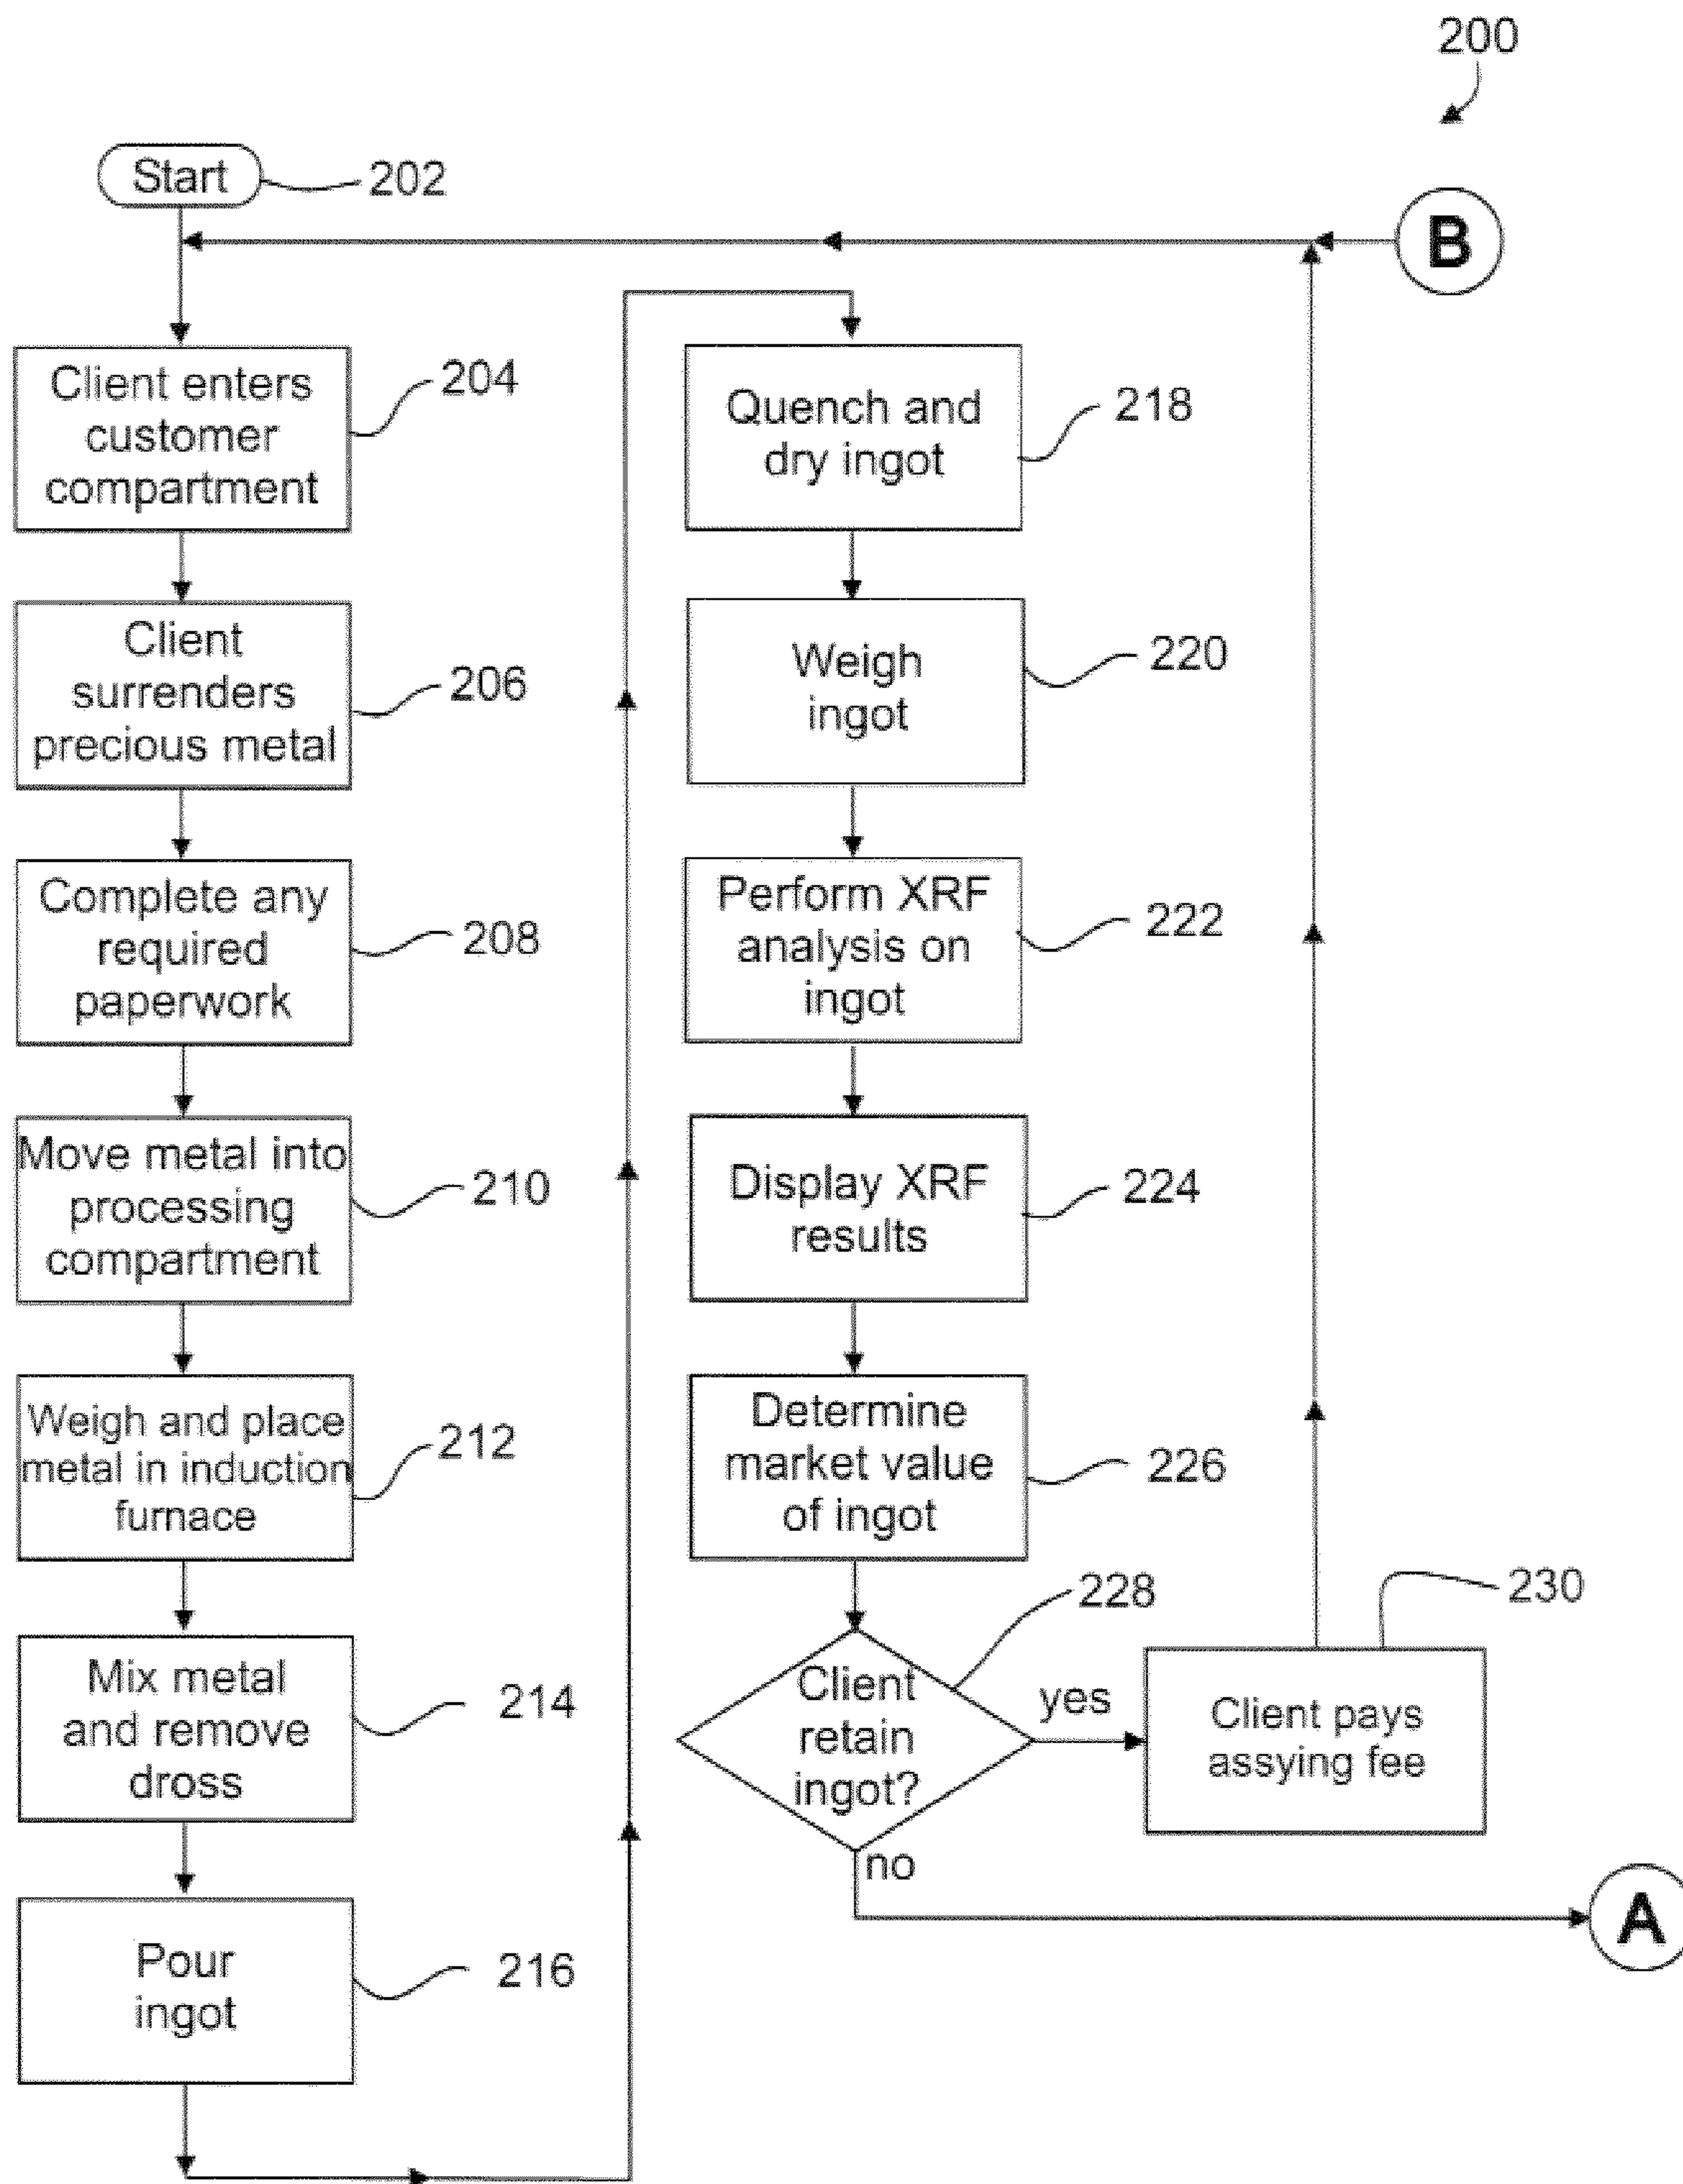 200
Start
202
B
Client enters
customer
compartment
204
Client
surrenders
precious metal
206
Complete any
required
paperwork
208
Move metal into
processing
compartment
210
Weigh and place
metal in induction
furnace
212
Mix metal
and remove
dross
214
Pour
ingot
216
Quench and
dry ingot
218
Weigh
ingot
220
Perform XRF
analysis on
ingot
222
Display XRF
results
224
Determine
market value
of ingot
226
Client
retain
ingot?
228
yes
no
Client pays
assying fee
230
A